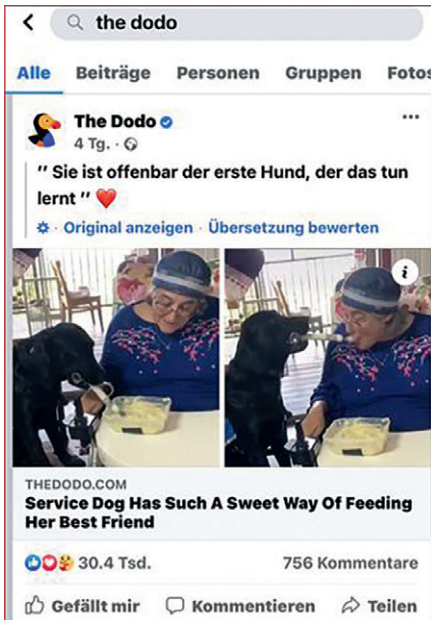 the dodo
Alle Beiträge Personen Gruppen Fotos
The Dodo
4 Tg. ·
" Sie ist offenbar der erste Hund, der das tun
lernt " ❤️
· Original anzeigen · Übersetzung bewerten
i
THEDODO.COM
Service Dog Has Such A Sweet Way Of Feeding
Her Best Friend
30.4 Tsd. 756 Kommentare
Gefällt mir Kommentieren Teilen